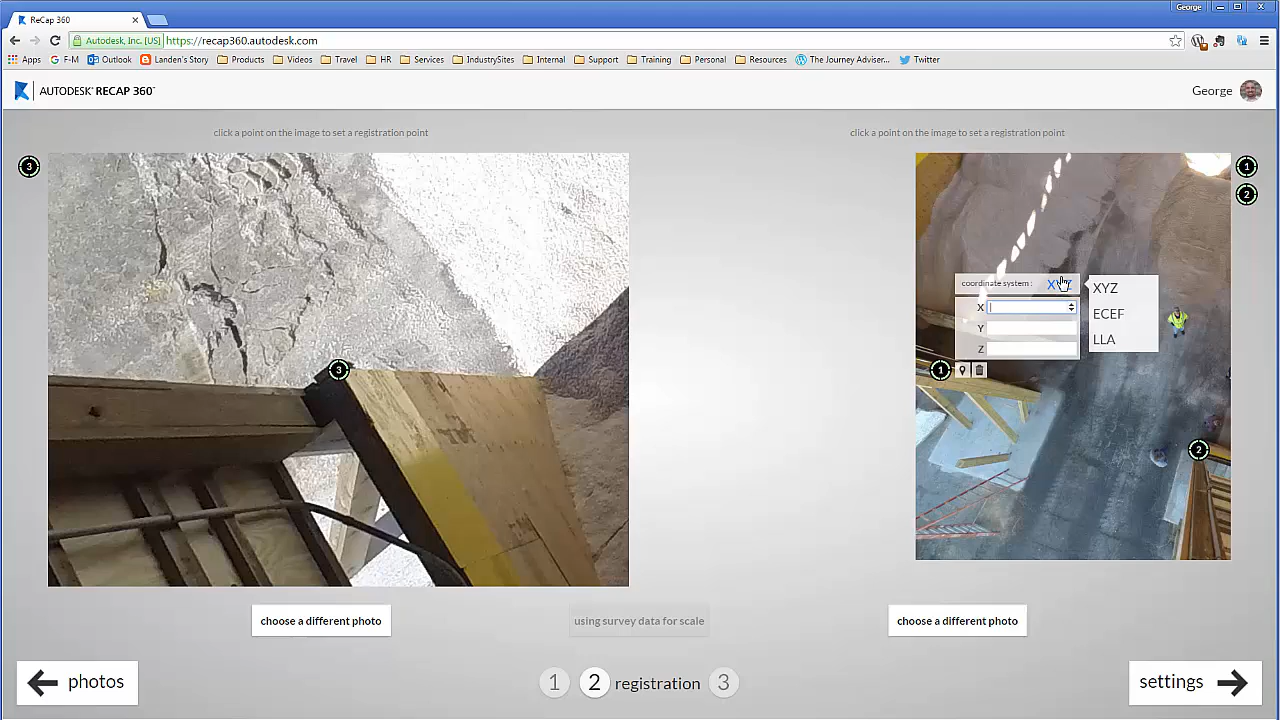 George
ReCap 360
Autodesk, Inc. [US] https://recap360.autodesk.com
Apps F-M Outlook Landen's Story Products Videos Travel HR Services IndustrySites Internal Support Training Personal Resources The Journey Adviser... Twitter
AUTODESK® RECAP 360™ George
click a point on the image to set a registration point click a point on the image to set a registration point
3 1
2
coordinate system : XYZ XYZ
X ECEF
Y LLA
Z
3 1
2
choose a different photo using survey data for scale choose a different photo
photos 1 2 registration 3 settings